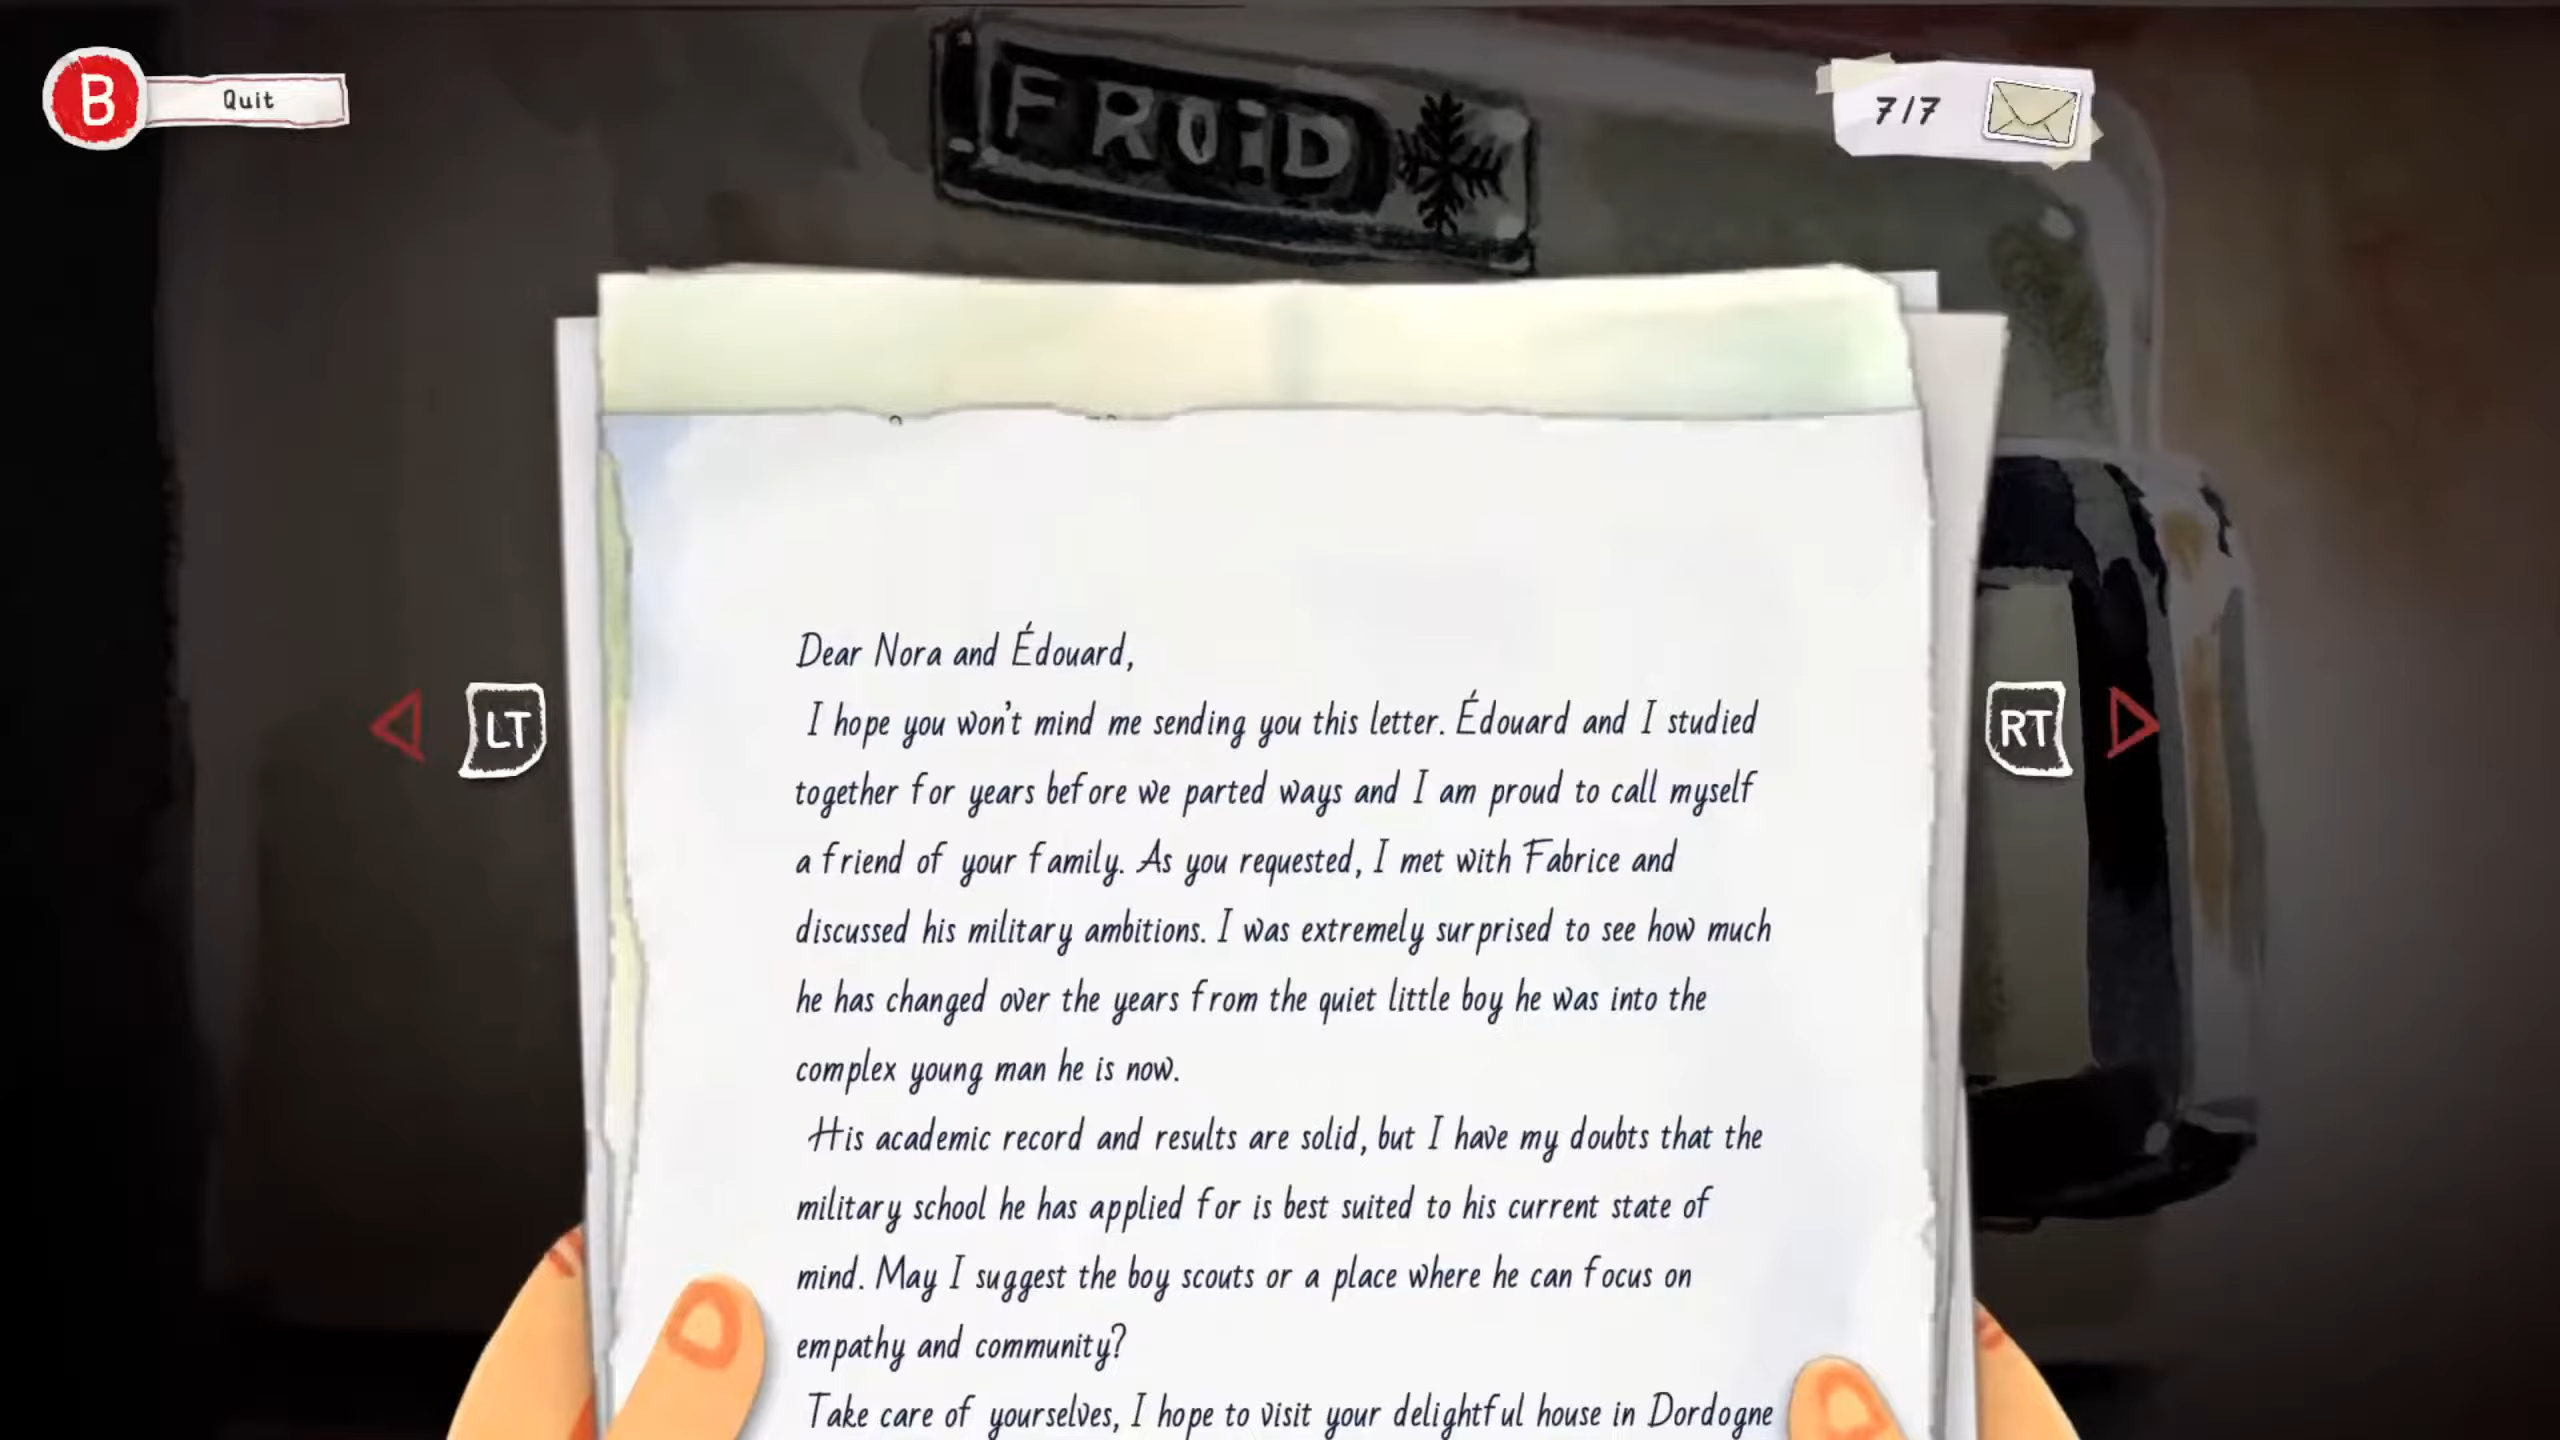 B Quit
FROiD
7/7
Dear Nora and Édouard,
I hope you won't mind me sending you this letter. Édouard and I studied
together for years before we parted ways and I am proud to call myself
a friend of your family. As you requested, I met with Fabrice and
discussed his military ambitions. I was extremely surprised to see how much
he has changed over the years from the quiet little boy he was into the
complex young man he is now.
His academic record and results are solid, but I have my doubts that the
military school he has applied for is best suited to his current state of
mind. May I suggest the boy scouts or a place where he can focus on
empathy and community?
Take care of yourselves, I hope to visit your delightful house in Dordogne
LT
RT